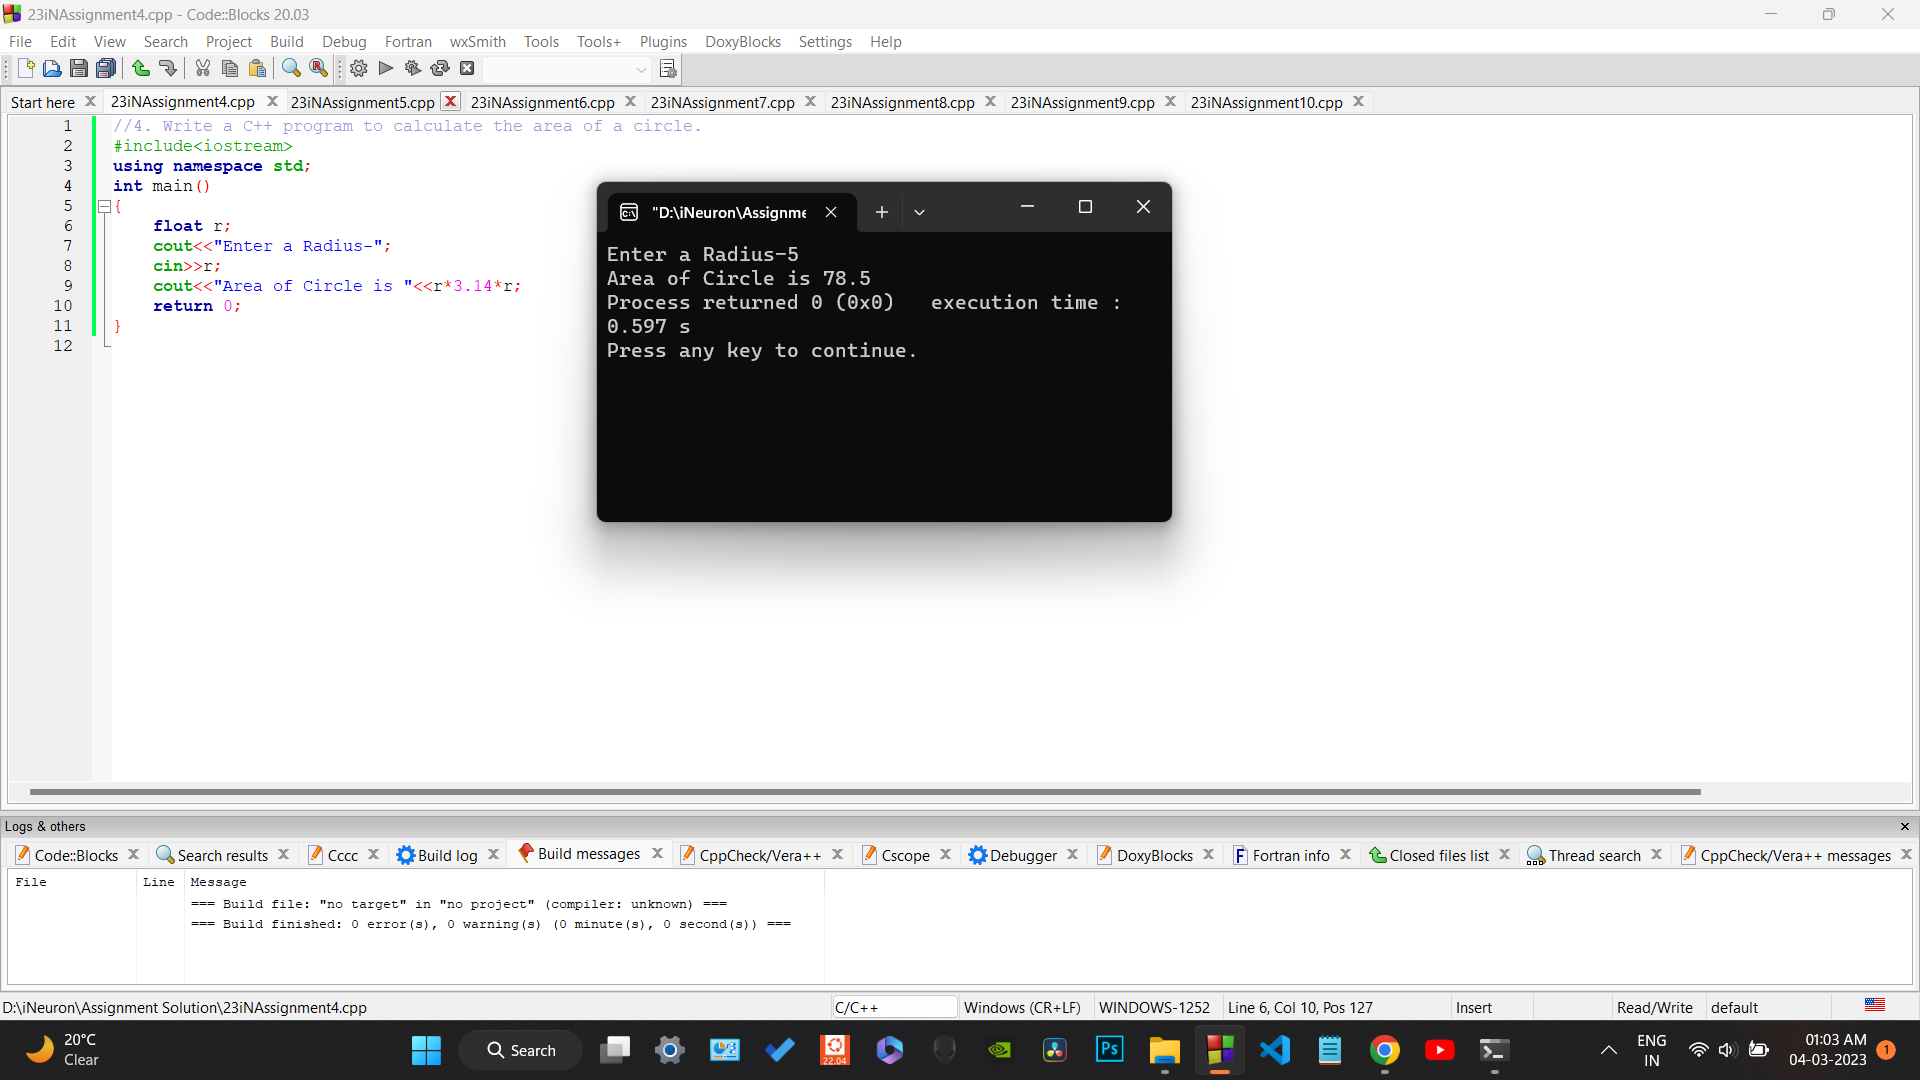 23iNAssignment4.cpp - Code::Blocks 20.03
File Edit View Search Project Build Debug Fortran wxSmith Tools Tools+ Plugins DoxyBlocks Settings Help
Start here 23iNAssignment4.cpp 23iNAssignment5.cpp 23iNAssignment6.cpp 23iNAssignment7.cpp 23iNAssignment8.cpp 23iNAssignment9.cpp 23iNAssignment10.cpp
1 //4. Write a C++ program to calculate the area of a circle.
2 #include<iostream>
3 using namespace std;
4 int main()
5 {
6 float r;
7 cout<<"Enter a Radius-";
8 cin>>r;
9 cout<<"Area of Circle is "<<r*3.14*r;
10 return 0;
11 }
12
"D:\iNeuron\Assignme
Enter a Radius-5
Area of Circle is 78.5
Process returned 0 (0x0)   execution time :
0.597 s
Press any key to continue.
Logs & others
Code::Blocks Search results Cccc Build log Build messages CppCheck/Vera++ Cscope Debugger DoxyBlocks Fortran info Closed files list Thread search CppCheck/Vera++ messages
File Line Message
=== Build file: "no target" in "no project" (compiler: unknown) ===
=== Build finished: 0 error(s), 0 warning(s) (0 minute(s), 0 second(s)) ===
D:\iNeuron\Assignment Solution\23iNAssignment4.cpp C/C++ Windows (CR+LF) WINDOWS-1252 Line 6, Col 10, Pos 127 Insert Read/Write default
20°C
Clear
Search
22.04
Ps
ENG
IN
01:03 AM
04-03-2023
1